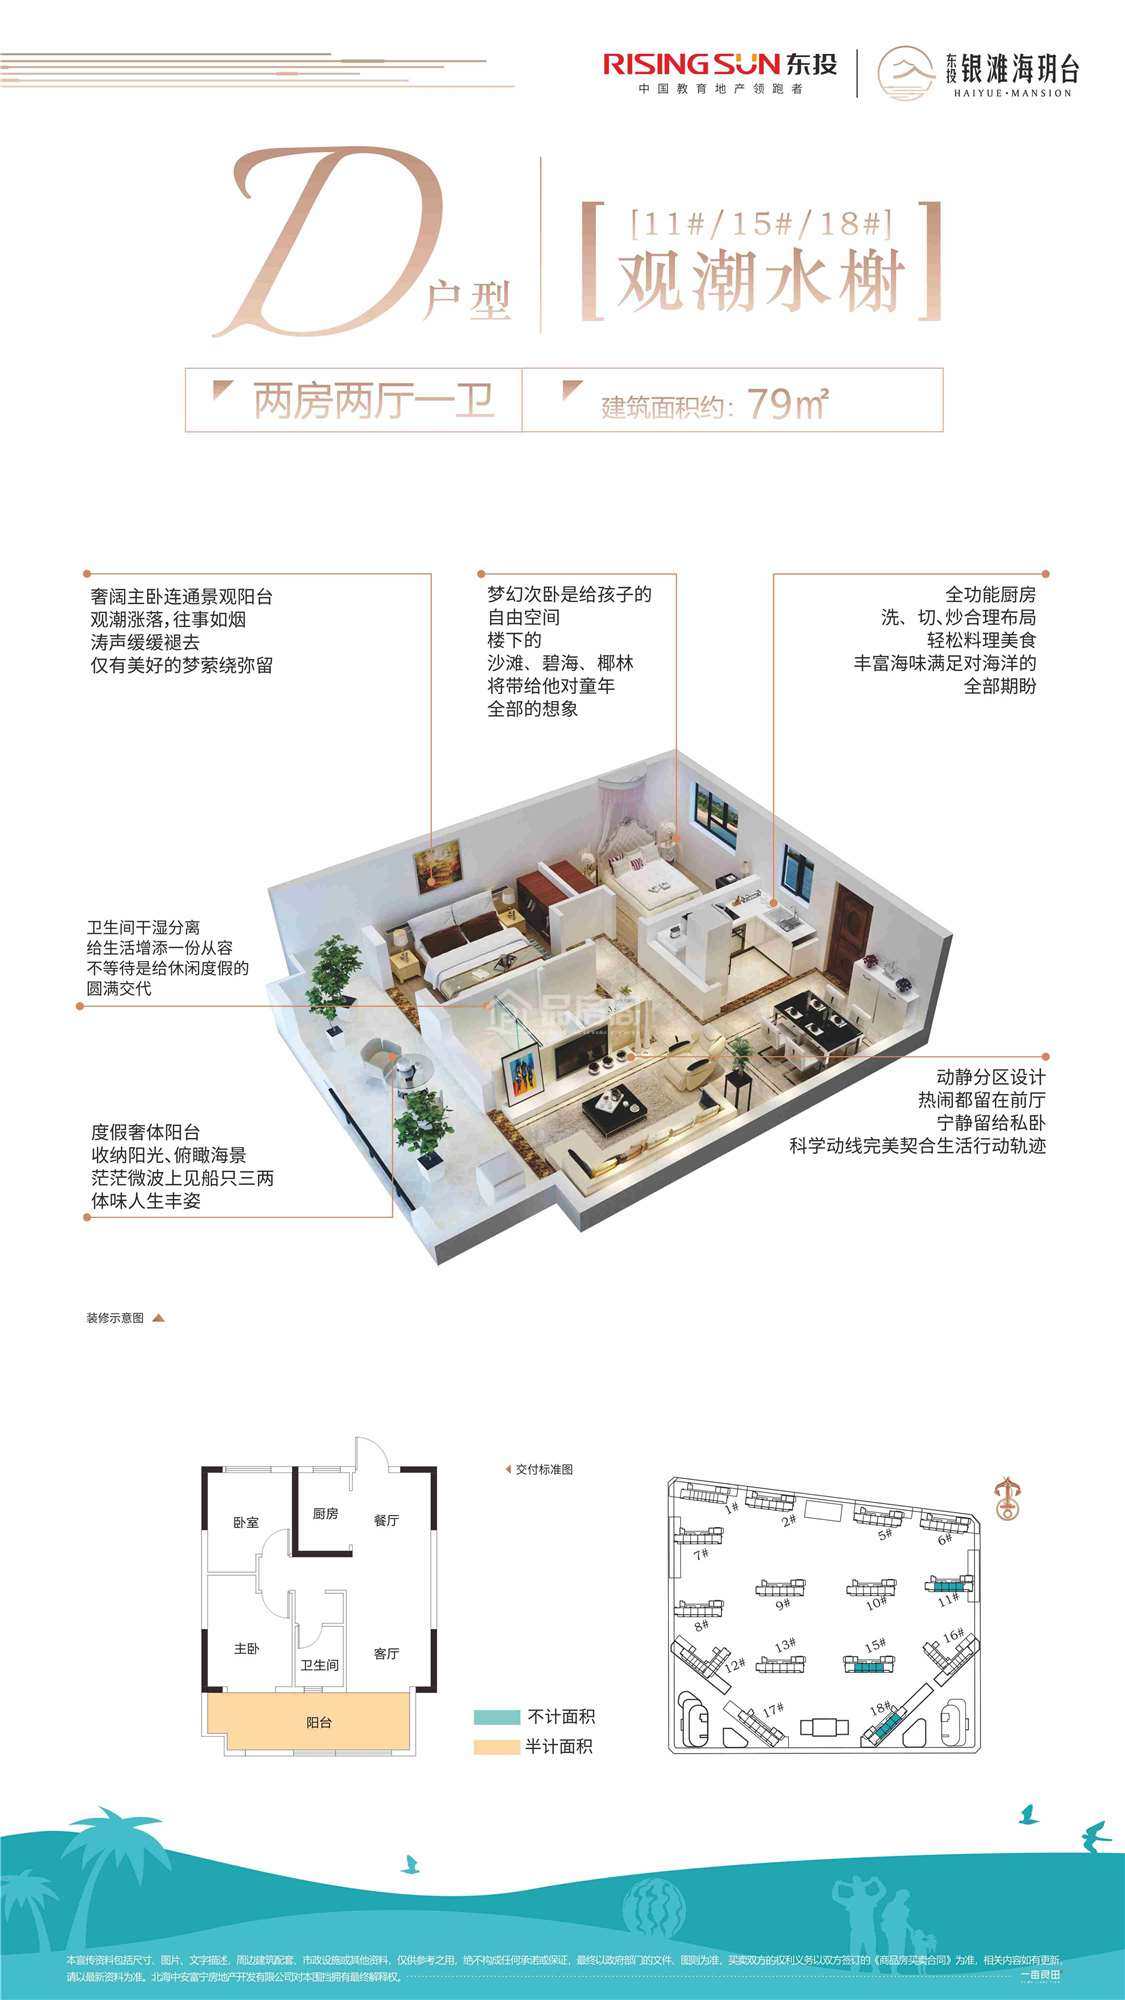 RISING SUN 东投
中国教育地产领跑者
东投 银滩海玥台
HAIYUE·MANSION
D户型
[11#/15#/18#]
观潮水榭
两房两厅一卫
建筑面积约：79㎡
奢阔主卧连通景观阳台
观潮涨落，往事如烟
涛声缓缓褪去
仅有美好的梦萦绕弥留
梦幻次卧是给孩子的
自由空间
楼下的
沙滩、碧海、椰林
将带给他对童年
全部的想象
全功能厨房
洗、切、炒合理布局
轻松料理美食
丰富海味满足对海洋的
全部期盼
卫生间干湿分离
给生活增添一份从容
不等待是给休闲度假的
圆满交代
品房阁
动静分区设计
热闹都留在前厅
宁静留给私卧
科学动线完美契合生活行动轨迹
度假奢体阳台
收纳阳光、俯瞰海景
茫茫微波上见船只三两
体味人生丰姿
装修示意图
交付标准图
卧室
厨房
餐厅
主卧
卫生间
客厅
阳台
不计面积
半计面积
1#
2#
5#
6#
7#
8#
9#
10#
11#
12#
13#
15#
16#
17#
18#
本宣传资料包括尺寸、图片、文字描述，周边建筑配套、市政设施或其他资料，仅供参考之用，绝不构成任何承诺或保证，最终以政府部门的文件、图则为准，买卖双方的权利义务以双方签订的《商品房买卖合同》为准，相关内容如有更新，
请以最新资料为准。北海中安富宁房地产开发有限公司对本图当拥有最终解释权。
一亩良田